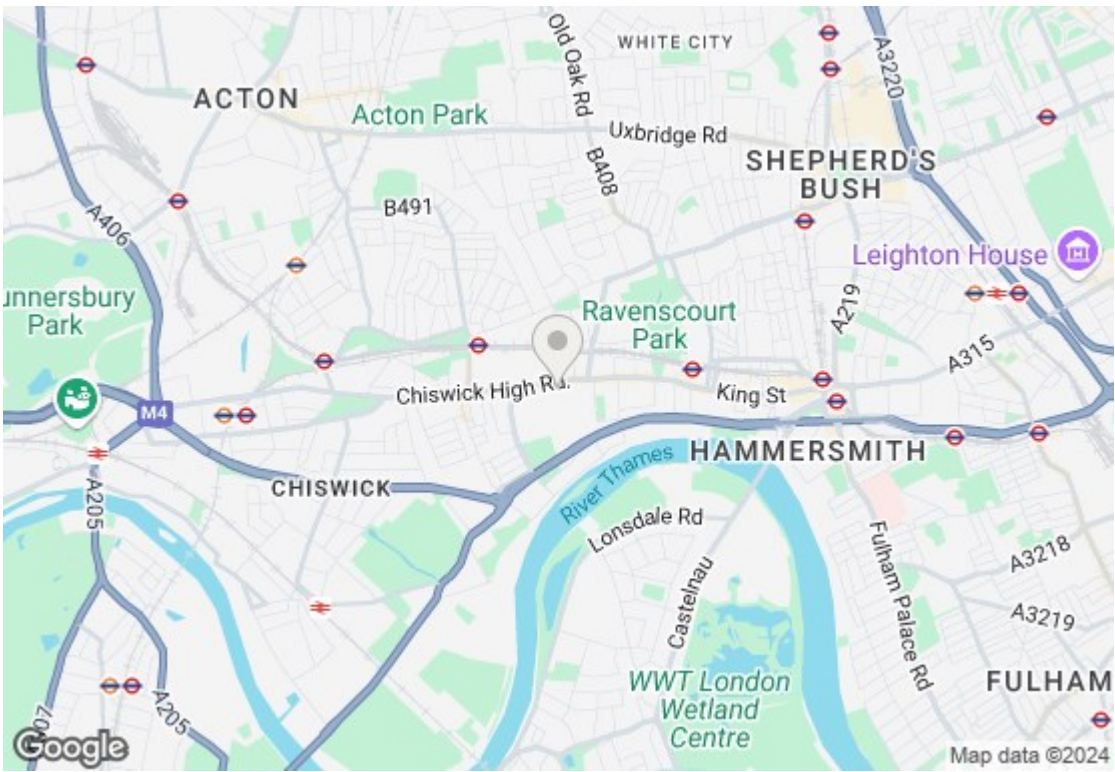 Old Oak Rd
WHITE CITY
A3220
ACTON
Acton Park
Uxbridge Rd
SHEPHERD'S
BUSH
B408
B491
A406
Leighton House
unnersbury
Park
Ravenscourt
Park
A219
A315
Chiswick High Rd.
King St
M4
HAMMERSMITH
River Thames
CHISWICK
A205
Lonsdale Rd
Fulham Palace Rd
A3218
Castelnau
A3219
WWT London
Wetland
Centre
FULHAM
A205
Google
Map data ©2024